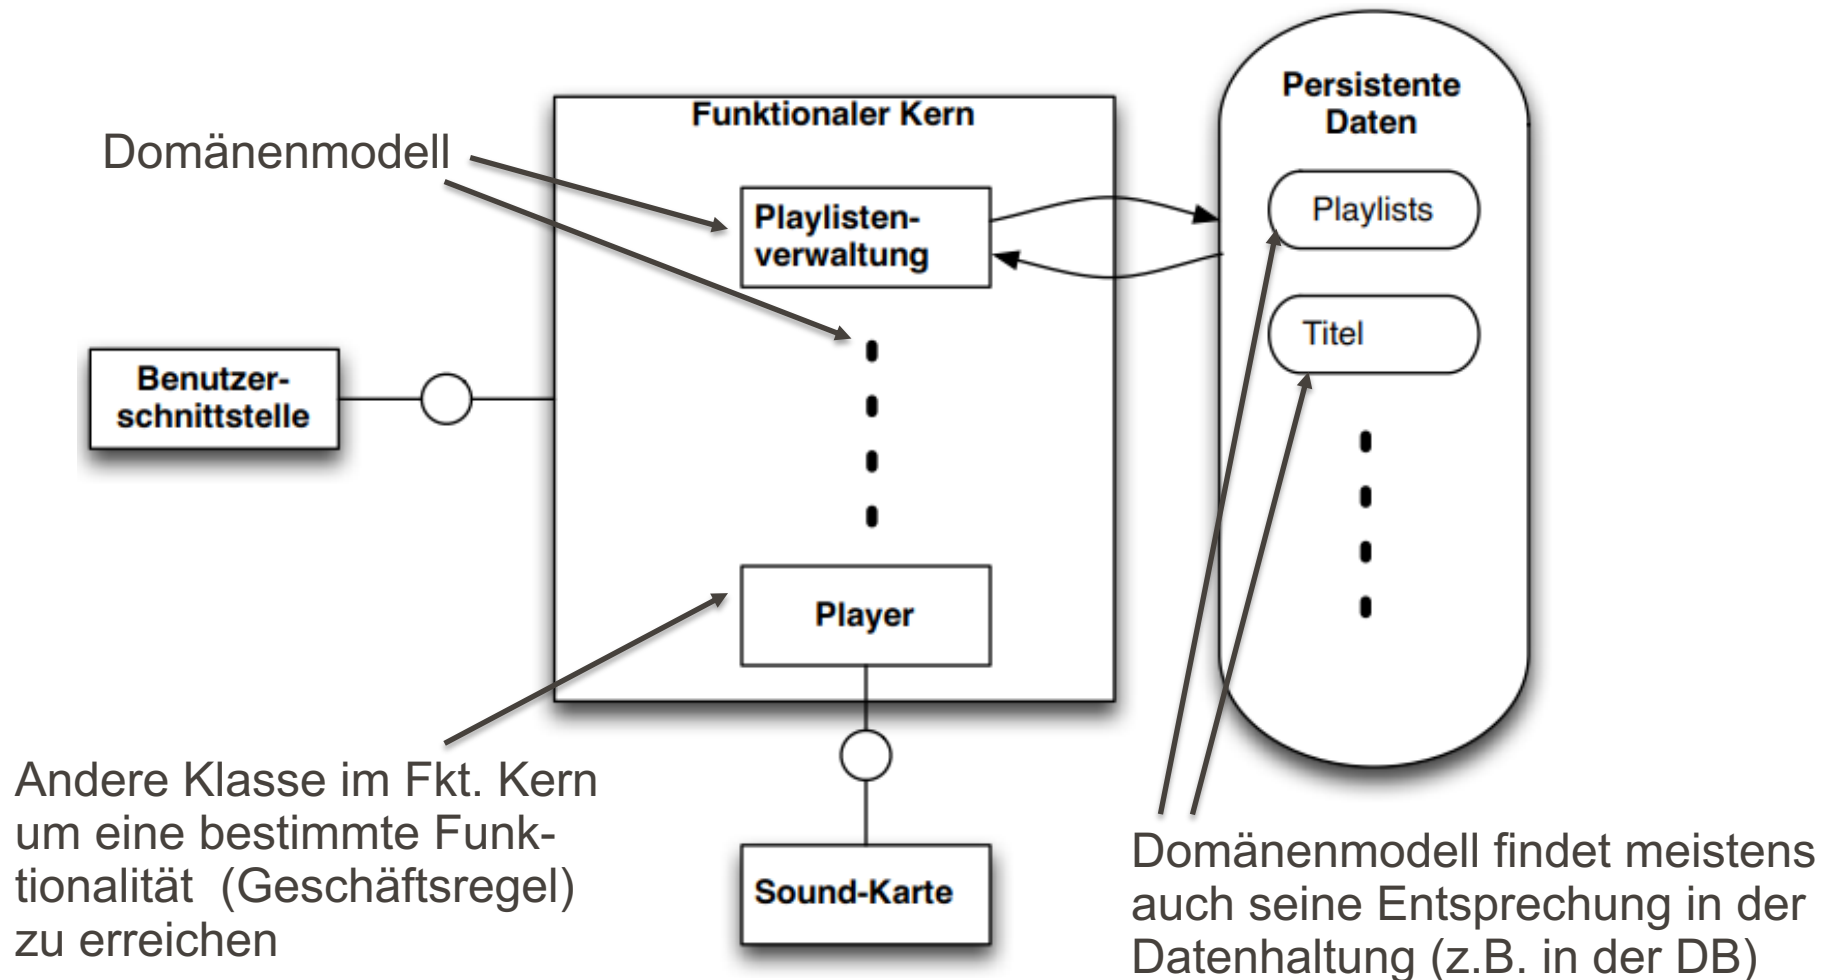 Persistente
Daten
Funktionaler Kern
Domänenmodell
Playlisten-
verwaltung
Playlists
Titel
Benutzer-
schnittstelle
Player
Andere Klasse im Fkt. Kern
um eine bestimmte Funk-
tionalität (Geschäftsregel)
zu erreichen
Sound-Karte
Domänenmodell findet meistens
auch seine Entsprechung in der
Datenhaltung (z.B. in der DB)